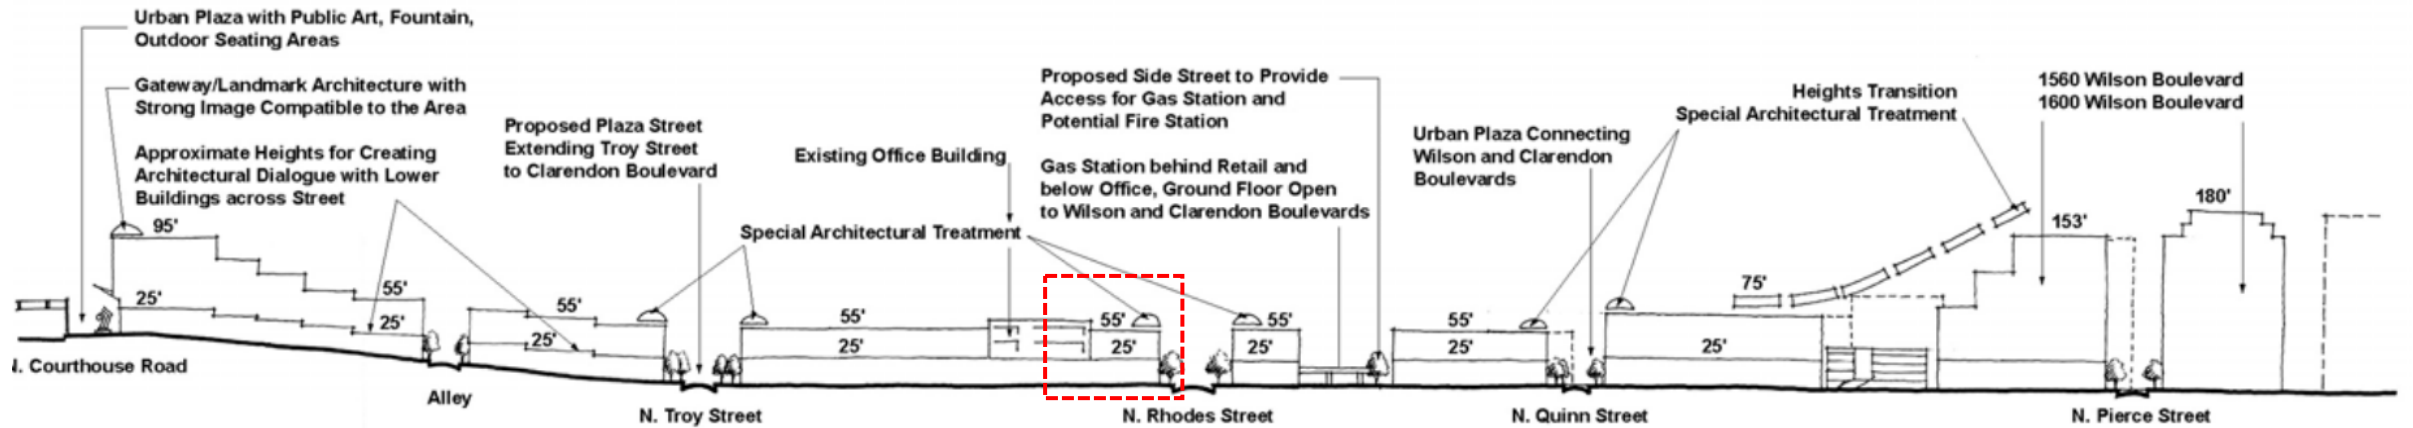 Urban Plaza with Public Art, Fountain,
Outdoor Seating Areas
Gateway/Landmark Architecture with
Strong Image Compatible to the Area
Approximate Heights for Creating
Architectural Dialogue with Lower
Buildings across Street
Proposed Plaza Street
Extending Troy Street
to Clarendon Boulevard
Existing Office Building
Special Architectural Treatment
Proposed Side Street to Provide
Access for Gas Station and
Potential Fire Station
Gas Station behind Retail and
below Office, Ground Floor Open
to Wilson and Clarendon Boulevards
Urban Plaza Connecting
Wilson and Clarendon
Boulevards
Heights Transition
Special Architectural Treatment
1560 Wilson Boulevard
1600 Wilson Boulevard
95'
25'
55'
25'
55'
25'
55'
25'
55'
25'
55'
25'
55'
25'
75'
25'
153'
180'
N. Courthouse Road
Alley
N. Troy Street
N. Rhodes Street
N. Quinn Street
N. Pierce Street